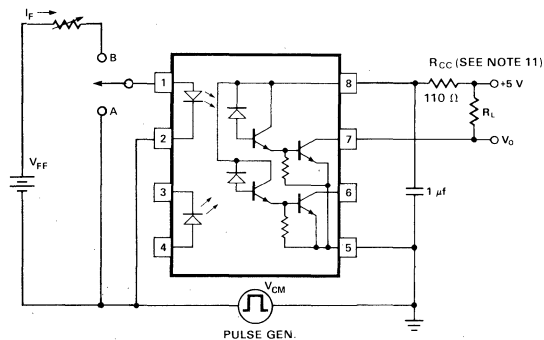 I_F →
B
A
V_FF
1
2
3
4
8
7
6
5
R_CC (SEE NOTE 11)
110 Ω
+5 V
R_L
V_o
1 μf
V_CM
PULSE GEN.